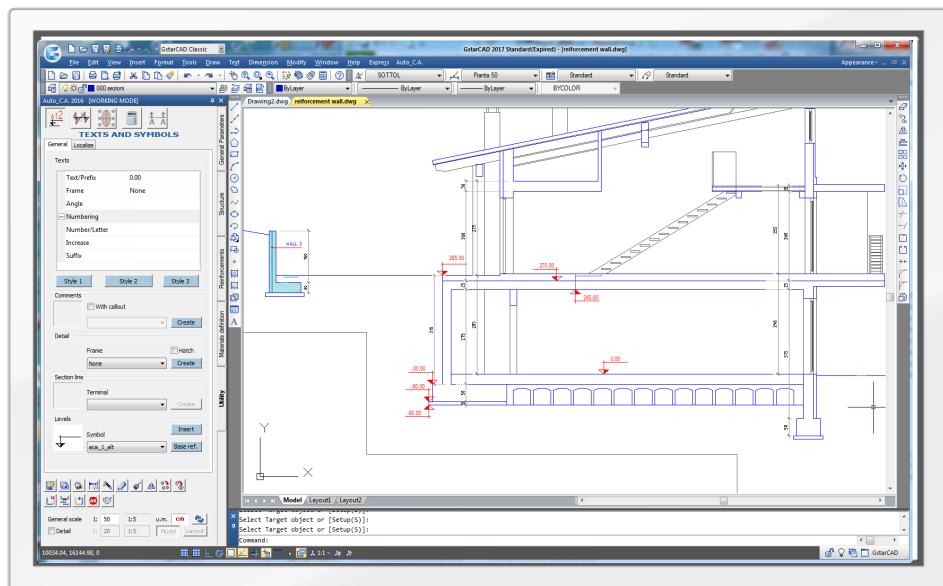 GstarCAD Classic
GstarCAD 2017 Standard(Expired) - [reiforcement wall.dwg]
File Edit View Insert Format Tools Draw Text Dimension Modify Window Help Express Auto_C.A.
Appearance
SOTTOL Pianta 50 Standard Standard
000 sezioni ByLayer ByLayer ByLayer BYCOLOR
Auto_C.A. 2016 [WORKING MODE]
Drawing2.dwg reiforcement wall.dwg
TEXTS AND SYMBOLS
General Localize
Texts
Text/Prefix 0.00
Frame None
Angle
Numbering
Number/Letter
Increase
Suffix
Style 1 Style 2 Style 3
Comments
With callout
Create
Detail
Frame Hatch
None Create
Section line
Terminal
Create
Levels
Symbol Insert
aca_1_alt Base ref.
General scale 1: 50 1:5 u.m. cm
Detail 1: 20 1:5 Model Layout
General Parameters
Structure
Reinforcements
Materials definition
Utility
WALL 3
285.00
270.00
245.00
0.00
-30.00
-80.00
-90.00
Y
X
Model Layout1 Layout2
Select Target object or [Setup(S)]:
Select Target object or [Setup(S)]:
Command:
10034.04, 16144.98, 0
1:1
GstarCAD